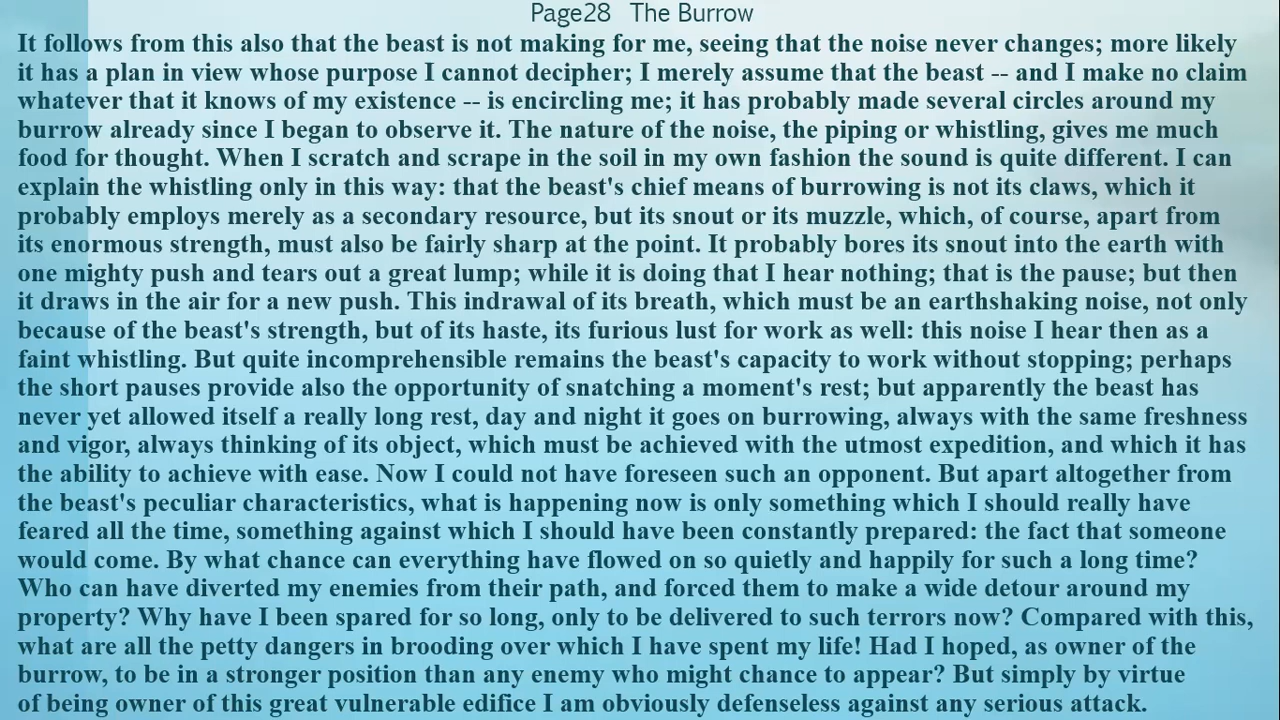 Page28 The Burrow
It follows from this also that the beast is not making for me, seeing that the noise never changes; more likely
it has a plan in view whose purpose I cannot decipher; I merely assume that the beast -- and I make no claim
whatever that it knows of my existence -- is encircling me; it has probably made several circles around my
burrow already since I began to observe it. The nature of the noise, the piping or whistling, gives me much
food for thought. When I scratch and scrape in the soil in my own fashion the sound is quite different. I can
explain the whistling only in this way: that the beast's chief means of burrowing is not its claws, which it
probably employs merely as a secondary resource, but its snout or its muzzle, which, of course, apart from
its enormous strength, must also be fairly sharp at the point. It probably bores its snout into the earth with
one mighty push and tears out a great lump; while it is doing that I hear nothing; that is the pause; but then
it draws in the air for a new push. This indrawal of its breath, which must be an earthshaking noise, not only
because of the beast's strength, but of its haste, its furious lust for work as well: this noise I hear then as a
faint whistling. But quite incomprehensible remains the beast's capacity to work without stopping; perhaps
the short pauses provide also the opportunity of snatching a moment's rest; but apparently the beast has
never yet allowed itself a really long rest, day and night it goes on burrowing, always with the same freshness
and vigor, always thinking of its object, which must be achieved with the utmost expedition, and which it has
the ability to achieve with ease. Now I could not have foreseen such an opponent. But apart altogether from
the beast's peculiar characteristics, what is happening now is only something which I should really have
feared all the time, something against which I should have been constantly prepared: the fact that someone
would come. By what chance can everything have flowed on so quietly and happily for such a long time?
Who can have diverted my enemies from their path, and forced them to make a wide detour around my
property? Why have I been spared for so long, only to be delivered to such terrors now? Compared with this,
what are all the petty dangers in brooding over which I have spent my life! Had I hoped, as owner of the
burrow, to be in a stronger position than any enemy who might chance to appear? But simply by virtue
of being owner of this great vulnerable edifice I am obviously defenseless against any serious attack.